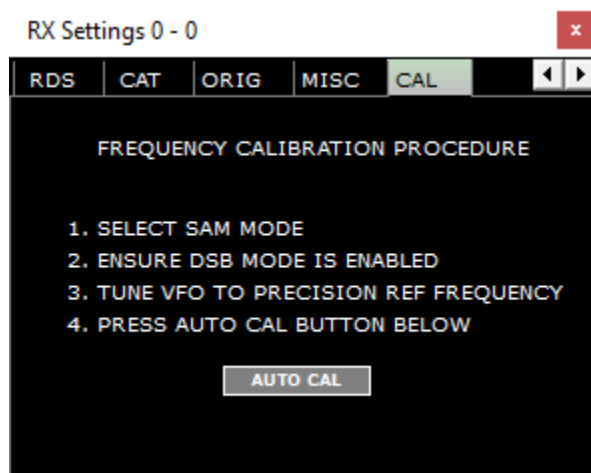 RX Settings 0 - 0
x
RDS CAT ORIG MISC CAL
FREQUENCY CALIBRATION PROCEDURE
1. SELECT SAM MODE
2. ENSURE DSB MODE IS ENABLED
3. TUNE VFO TO PRECISION REF FREQUENCY
4. PRESS AUTO CAL BUTTON BELOW
AUTO CAL